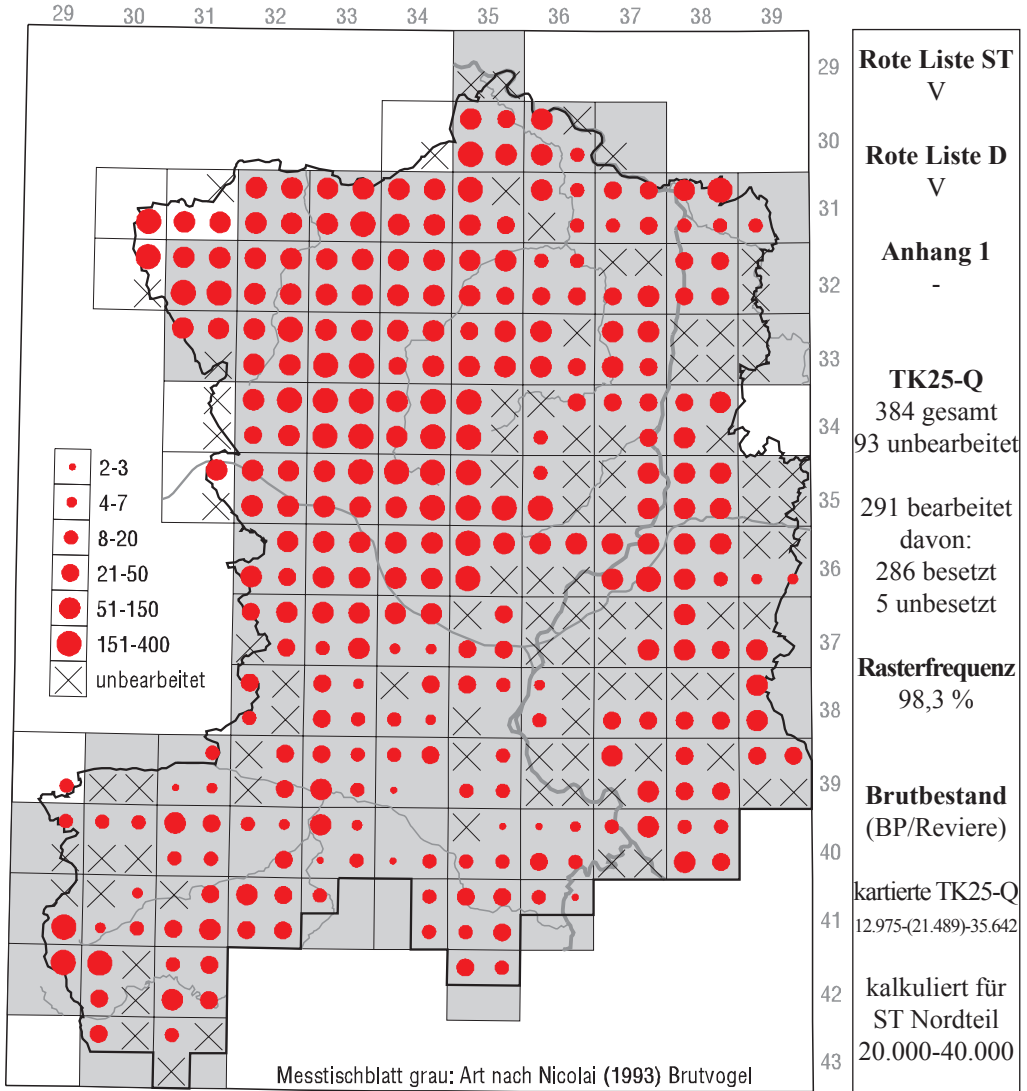 29 30 31 32 33 34 35 36 37 38 39
29
30
31
32
33
34
35
36
37
38
39
40
41
42
43
2-3
4-7
8-20
21-50
51-150
151-400
unbearbeitet
Messtischblatt grau: Art nach Nicolai (1993) Brutvogel
Rote Liste ST
V
Rote Liste D
V
Anhang 1
-
TK25-Q
384 gesamt
93 unbearbeitet
291 bearbeitet
davon:
286 besetzt
5 unbesetzt
Rasterfrequenz
98,3 %
Brutbestand
(BP/Reviere)
kartierte TK25-Q
12.975-(21.489)-35.642
kalkuliert für
ST Nordteil
20.000-40.000